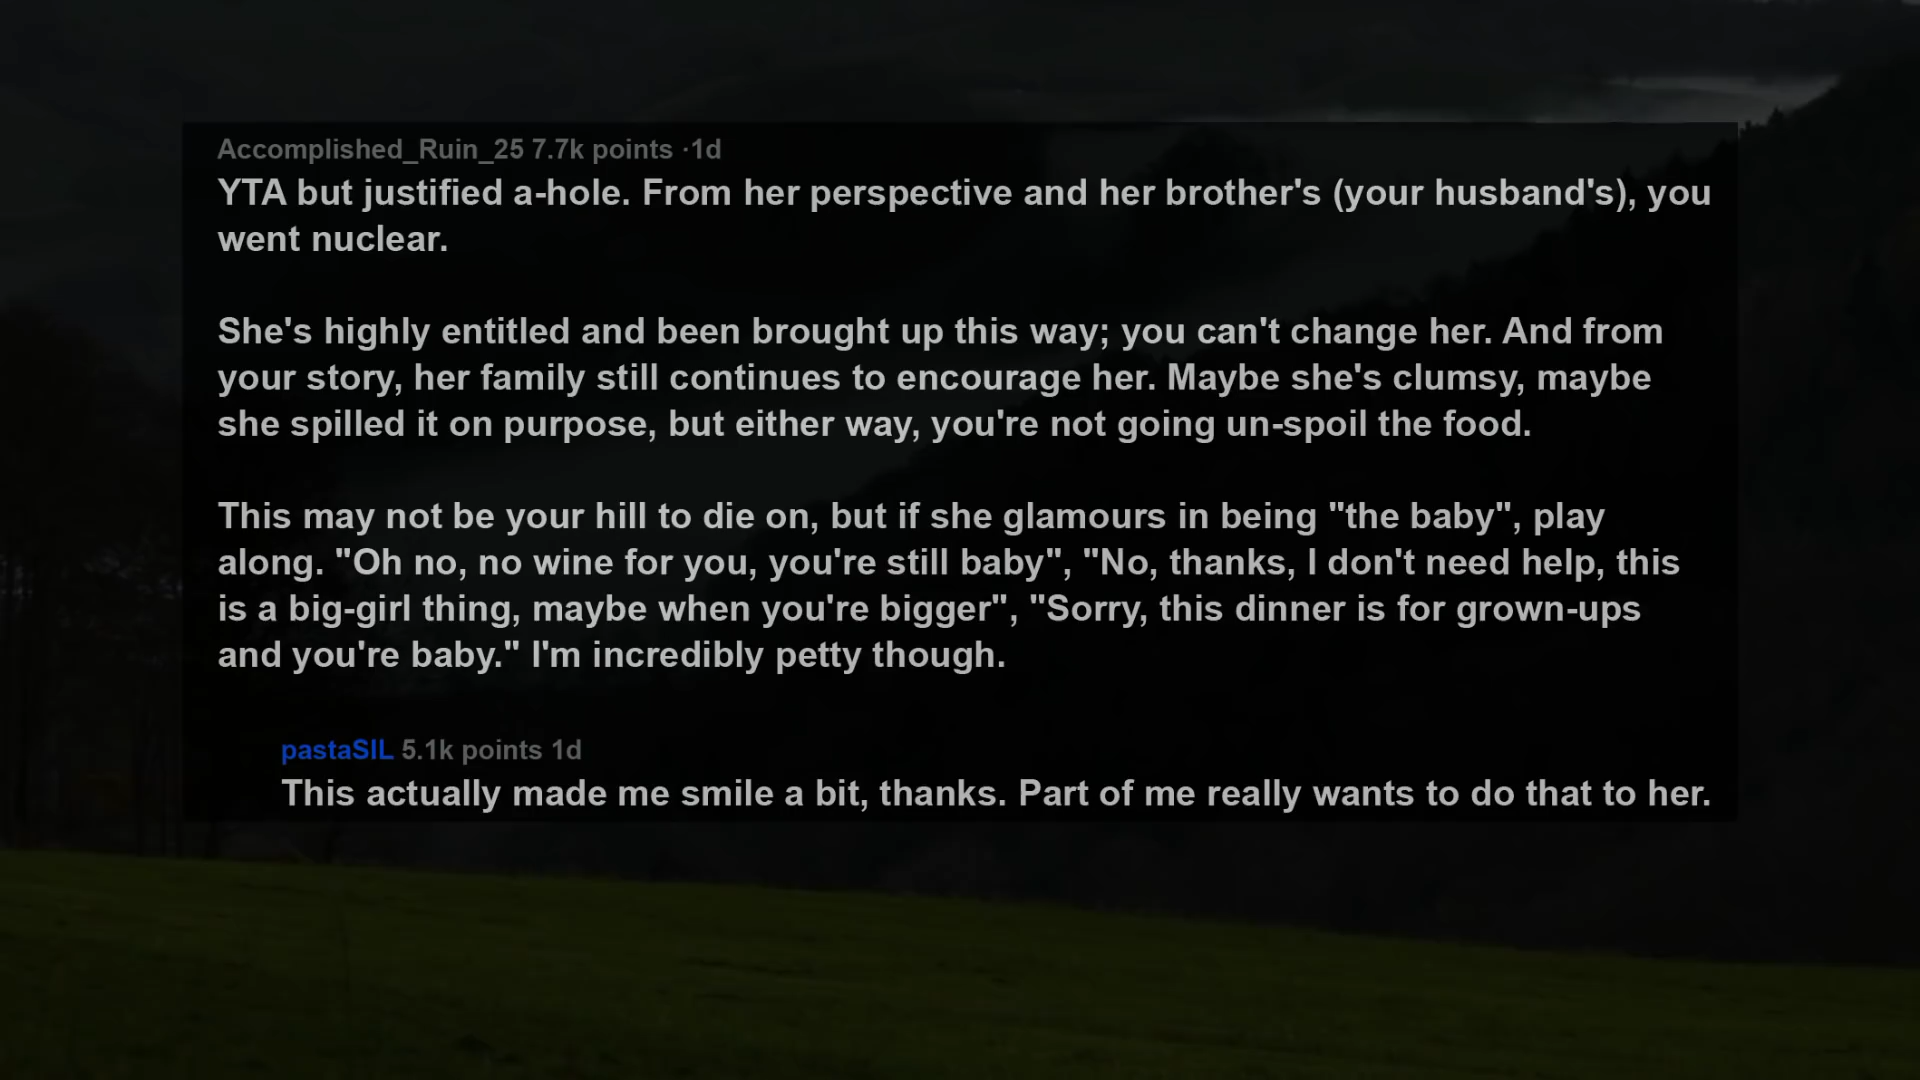 Accomplished_Ruin_25 7.7k points ·1d
YTA but justified a-hole. From her perspective and her brother's (your husband's), you
went nuclear.
She's highly entitled and been brought up this way; you can't change her. And from
your story, her family still continues to encourage her. Maybe she's clumsy, maybe
she spilled it on purpose, but either way, you're not going un-spoil the food.
This may not be your hill to die on, but if she glamours in being "the baby", play
along. "Oh no, no wine for you, you're still baby", "No, thanks, I don't need help, this
is a big-girl thing, maybe when you're bigger", "Sorry, this dinner is for grown-ups
and you're baby." I'm incredibly petty though.
pastaSIL 5.1k points 1d
This actually made me smile a bit, thanks. Part of me really wants to do that to her.